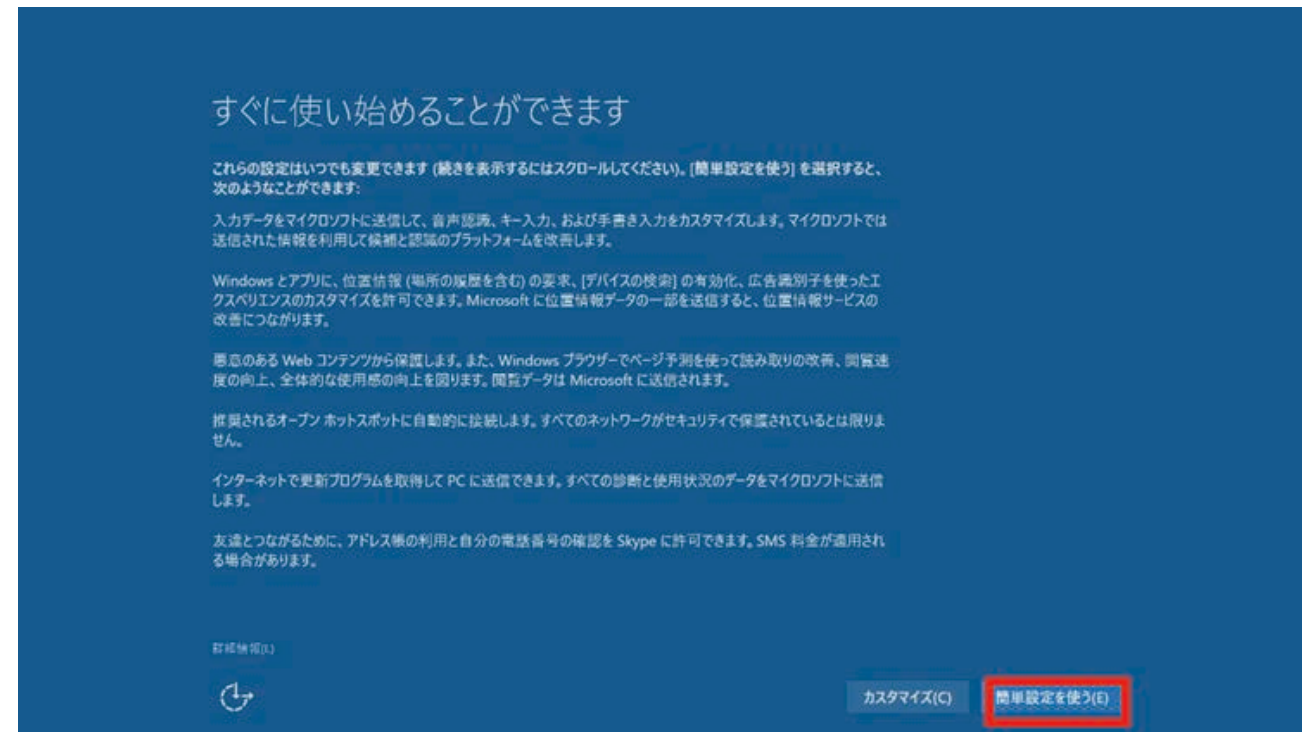 すぐに使い始めることができます
これらの設定はいつでも変更できます (続きを表示するにはスクロールしてください)。[簡単設定を使う] を選択すると、
次のようなことができます:
入力データをマイクロソフトに送信して、音声認識、キー入力、および手書き入力をカスタマイズします。マイクロソフトでは
送信された情報を利用して候補と認識のプラットフォームを改善します。
Windows とアプリに、位置情報 (場所の履歴を含む) の要求、[デバイスの検索] の有効化、広告識別子を使ったエ
クスペリエンスのカスタマイズを許可できます。Microsoft に位置情報データの一部を送信すると、位置情報サービスの
改善につながります。
悪意のある Web コンテンツから保護します。また、Windows ブラウザーでページ予測を使って読み取りの改善、閲覧速
度の向上、全体的な使用感の向上を図ります。閲覧データは Microsoft に送信されます。
推奨されるオープン ホットスポットに自動的に接続します。すべてのネットワークがセキュリティで保護されているとは限りま
せん。
インターネットで更新プログラムを取得して PC に送信できます。すべての診断と使用状況のデータをマイクロソフトに送信
します。
友達とつながるために、アドレス帳の利用と自分の電話番号の確認を Skype に許可できます。SMS 料金が適用され
る場合があります。
詳細情報(L)
カスタマイズ(C)
簡単設定を使う(E)